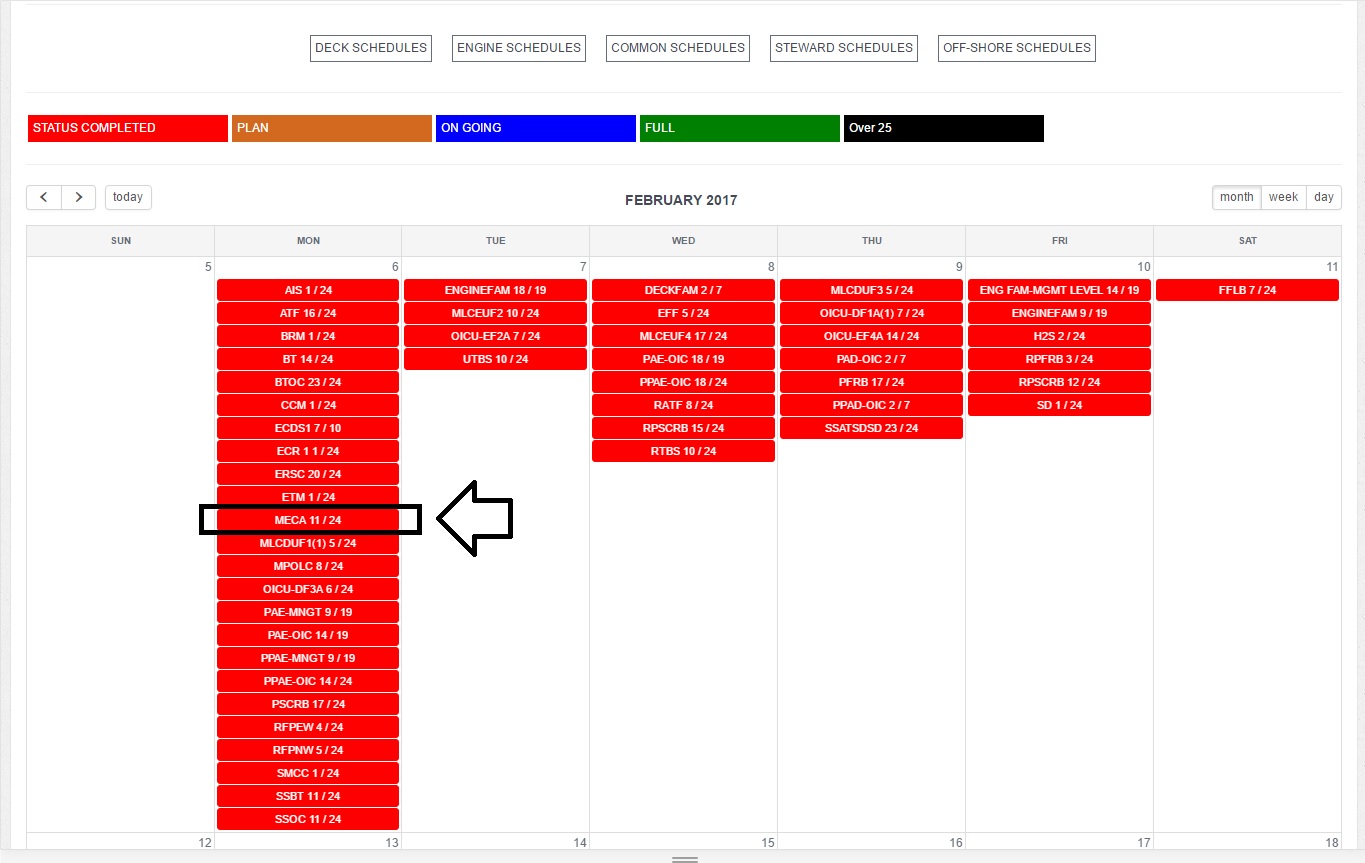 DECK SCHEDULES ENGINE SCHEDULES COMMON SCHEDULES STEWARD SCHEDULES OFF-SHORE SCHEDULES
STATUS COMPLETED PLAN ON GOING FULL Over 25
today FEBRUARY 2017 month week day
SUN MON TUE WED THU FRI SAT
5 6 7 8 9 10 11
AIS 1 / 24 ENGINEFAM 18 / 19 DECKFAM 2 / 7 MLCDUF3 5 / 24 ENG FAM-MGMT LEVEL 14 / 19 FFLB 7 / 24
ATF 16 / 24 MLCEUF2 10 / 24 EFF 5 / 24 OICU-DF1A(1) 7 / 24 ENGINEFAM 9 / 19
BRM 1 / 24 OICU-EF2A 7 / 24 MLCEUF4 17 / 24 OICU-EF4A 14 / 24 H2S 2 / 24
BT 14 / 24 UTBS 10 / 24 PAE-OIC 18 / 19 PAD-OIC 2 / 7 RPFRB 3 / 24
BTOC 23 / 24 PPAE-OIC 18 / 24 PFRB 17 / 24 RPSCRB 12 / 24
CCM 1 / 24 RATF 8 / 24 PPAD-OIC 2 / 7 SD 1 / 24
ECDS1 7 / 10 RPSCRB 15 / 24 SSATSDSD 23 / 24
ECR 1 1 / 24 RTBS 10 / 24
ERSC 20 / 24
ETM 1 / 24
MECA 11 / 24
MLCDUF1(1) 5 / 24
MPOLC 8 / 24
OICU-DF3A 6 / 24
PAE-MNGT 9 / 19
PAE-OIC 14 / 19
PPAE-MNGT 9 / 19
PPAE-OIC 14 / 24
PSCRB 17 / 24
RFPEW 4 / 24
RFPNW 5 / 24
SMCC 1 / 24
SSBT 11 / 24
SSOC 11 / 24
12 13 14 15 16 17 18